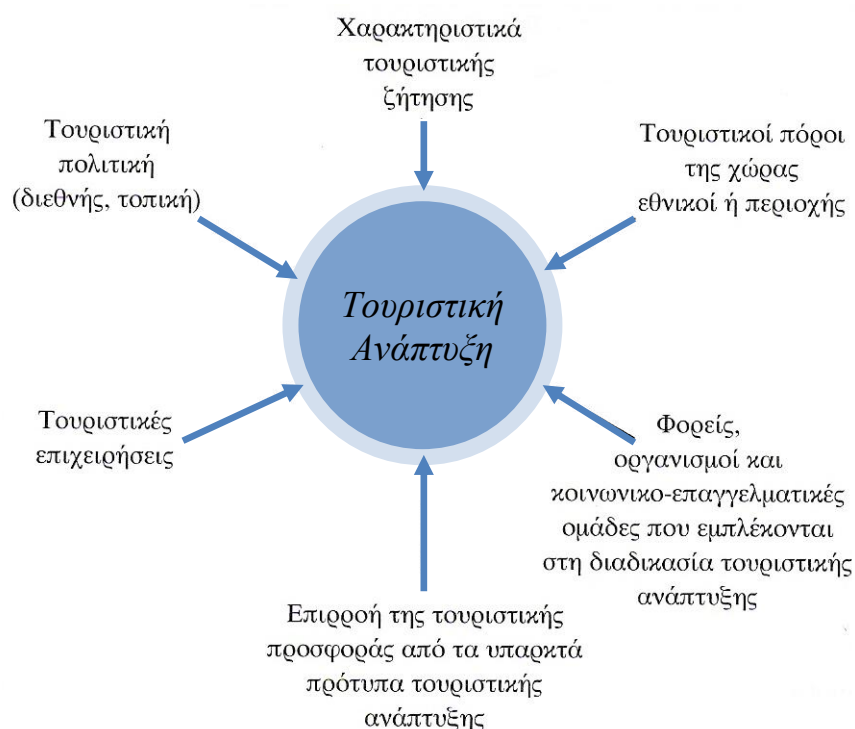 Χαρακτηριστικά
τουριστικής
ζήτησης
Τουριστική
πολιτική
(διεθνής, τοπική)
Τουριστικοί πόροι
της χώρας
εθνικοί ή περιοχής
Τουριστική
Ανάπτυξη
Τουριστικές
επιχειρήσεις
Φορείς,
οργανισμοί και
κοινωνικο-επαγγελματικές
ομάδες που εμπλέκονται
στη διαδικασία τουριστικής
ανάπτυξης
Επιρροή της τουριστικής
προσφοράς από τα υπαρκτά
πρότυπα τουριστικής
ανάπτυξης